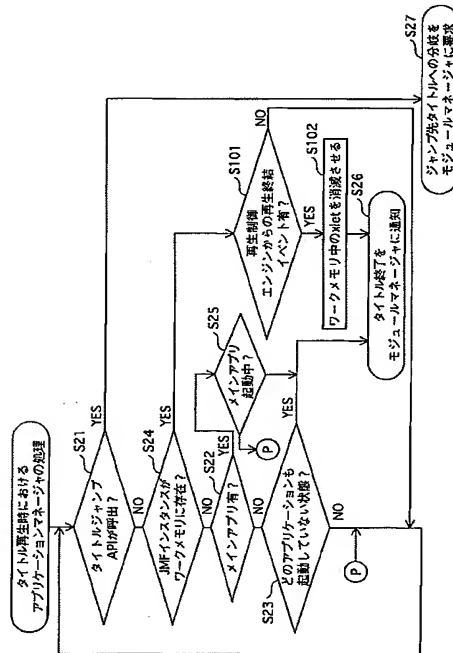 タイトル再生時における
アプリケーションマネージャの処理
S21
タイトルジャンプ
APIが呼出？
YES
NO
S24
JMFインスタンスが
ワークメモリに存在？
YES
NO
S22
メインアプリ有？
YES
NO
S25
メインアプリ
起動中？
P
S23
どのアプリケーションも
起動していない状態？
YES
NO
P
S101
再生制御
エンジンからの再生終結
イベント有？
NO
YES
S102
ワークメモリ中のxletを消滅させる
S26
タイトル終了を
モジュールマネージャに通知
S27
ジャンプ先タイトルへの分岐を
モジュールマネージャに要求